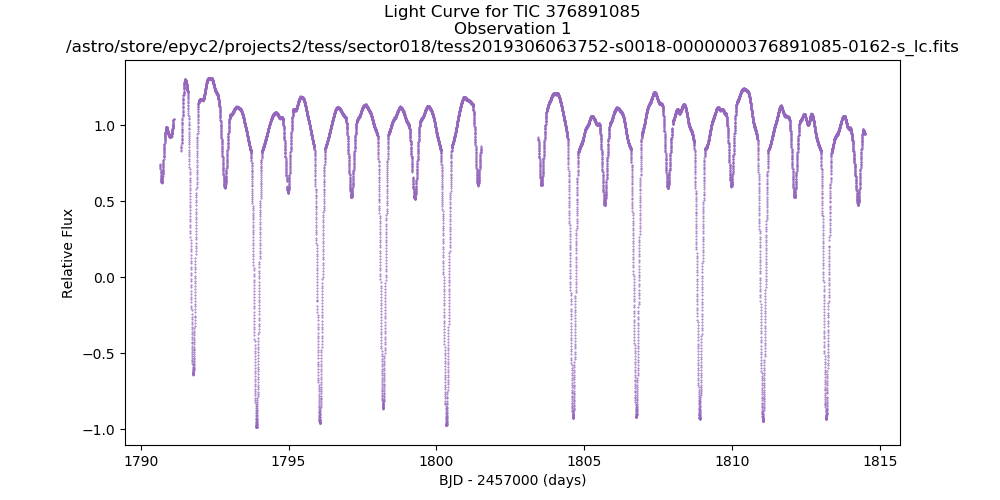 Light Curve for TIC 376891085
Observation 1
/astro/store/epyc2/projects2/tess/sector018/tess2019306063752-s0018-0000000376891085-0162-s_lc.fits
1.0
0.5
0.0
−0.5
−1.0
Relative Flux
1790
1795
1800
1805
1810
1815
BJD - 2457000 (days)